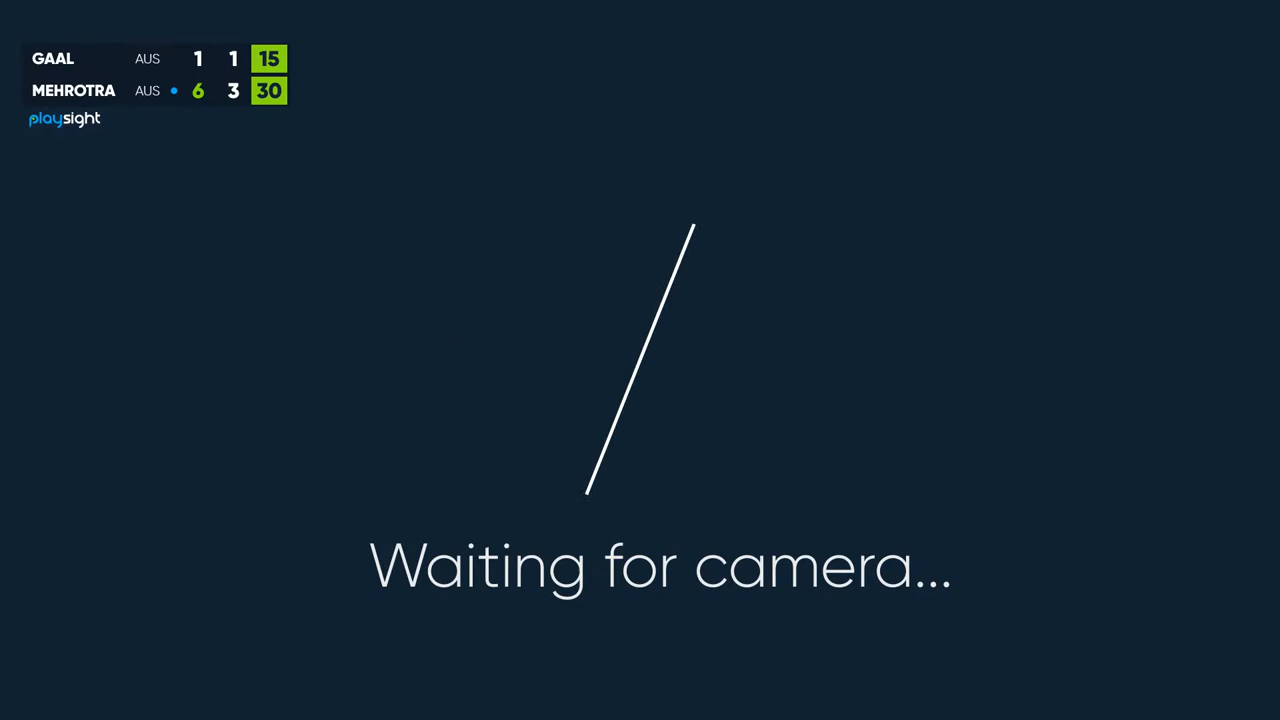 GAAL AUS 1 1 15
MEHROTRA AUS 6 3 30
playsight
Waiting for camera...